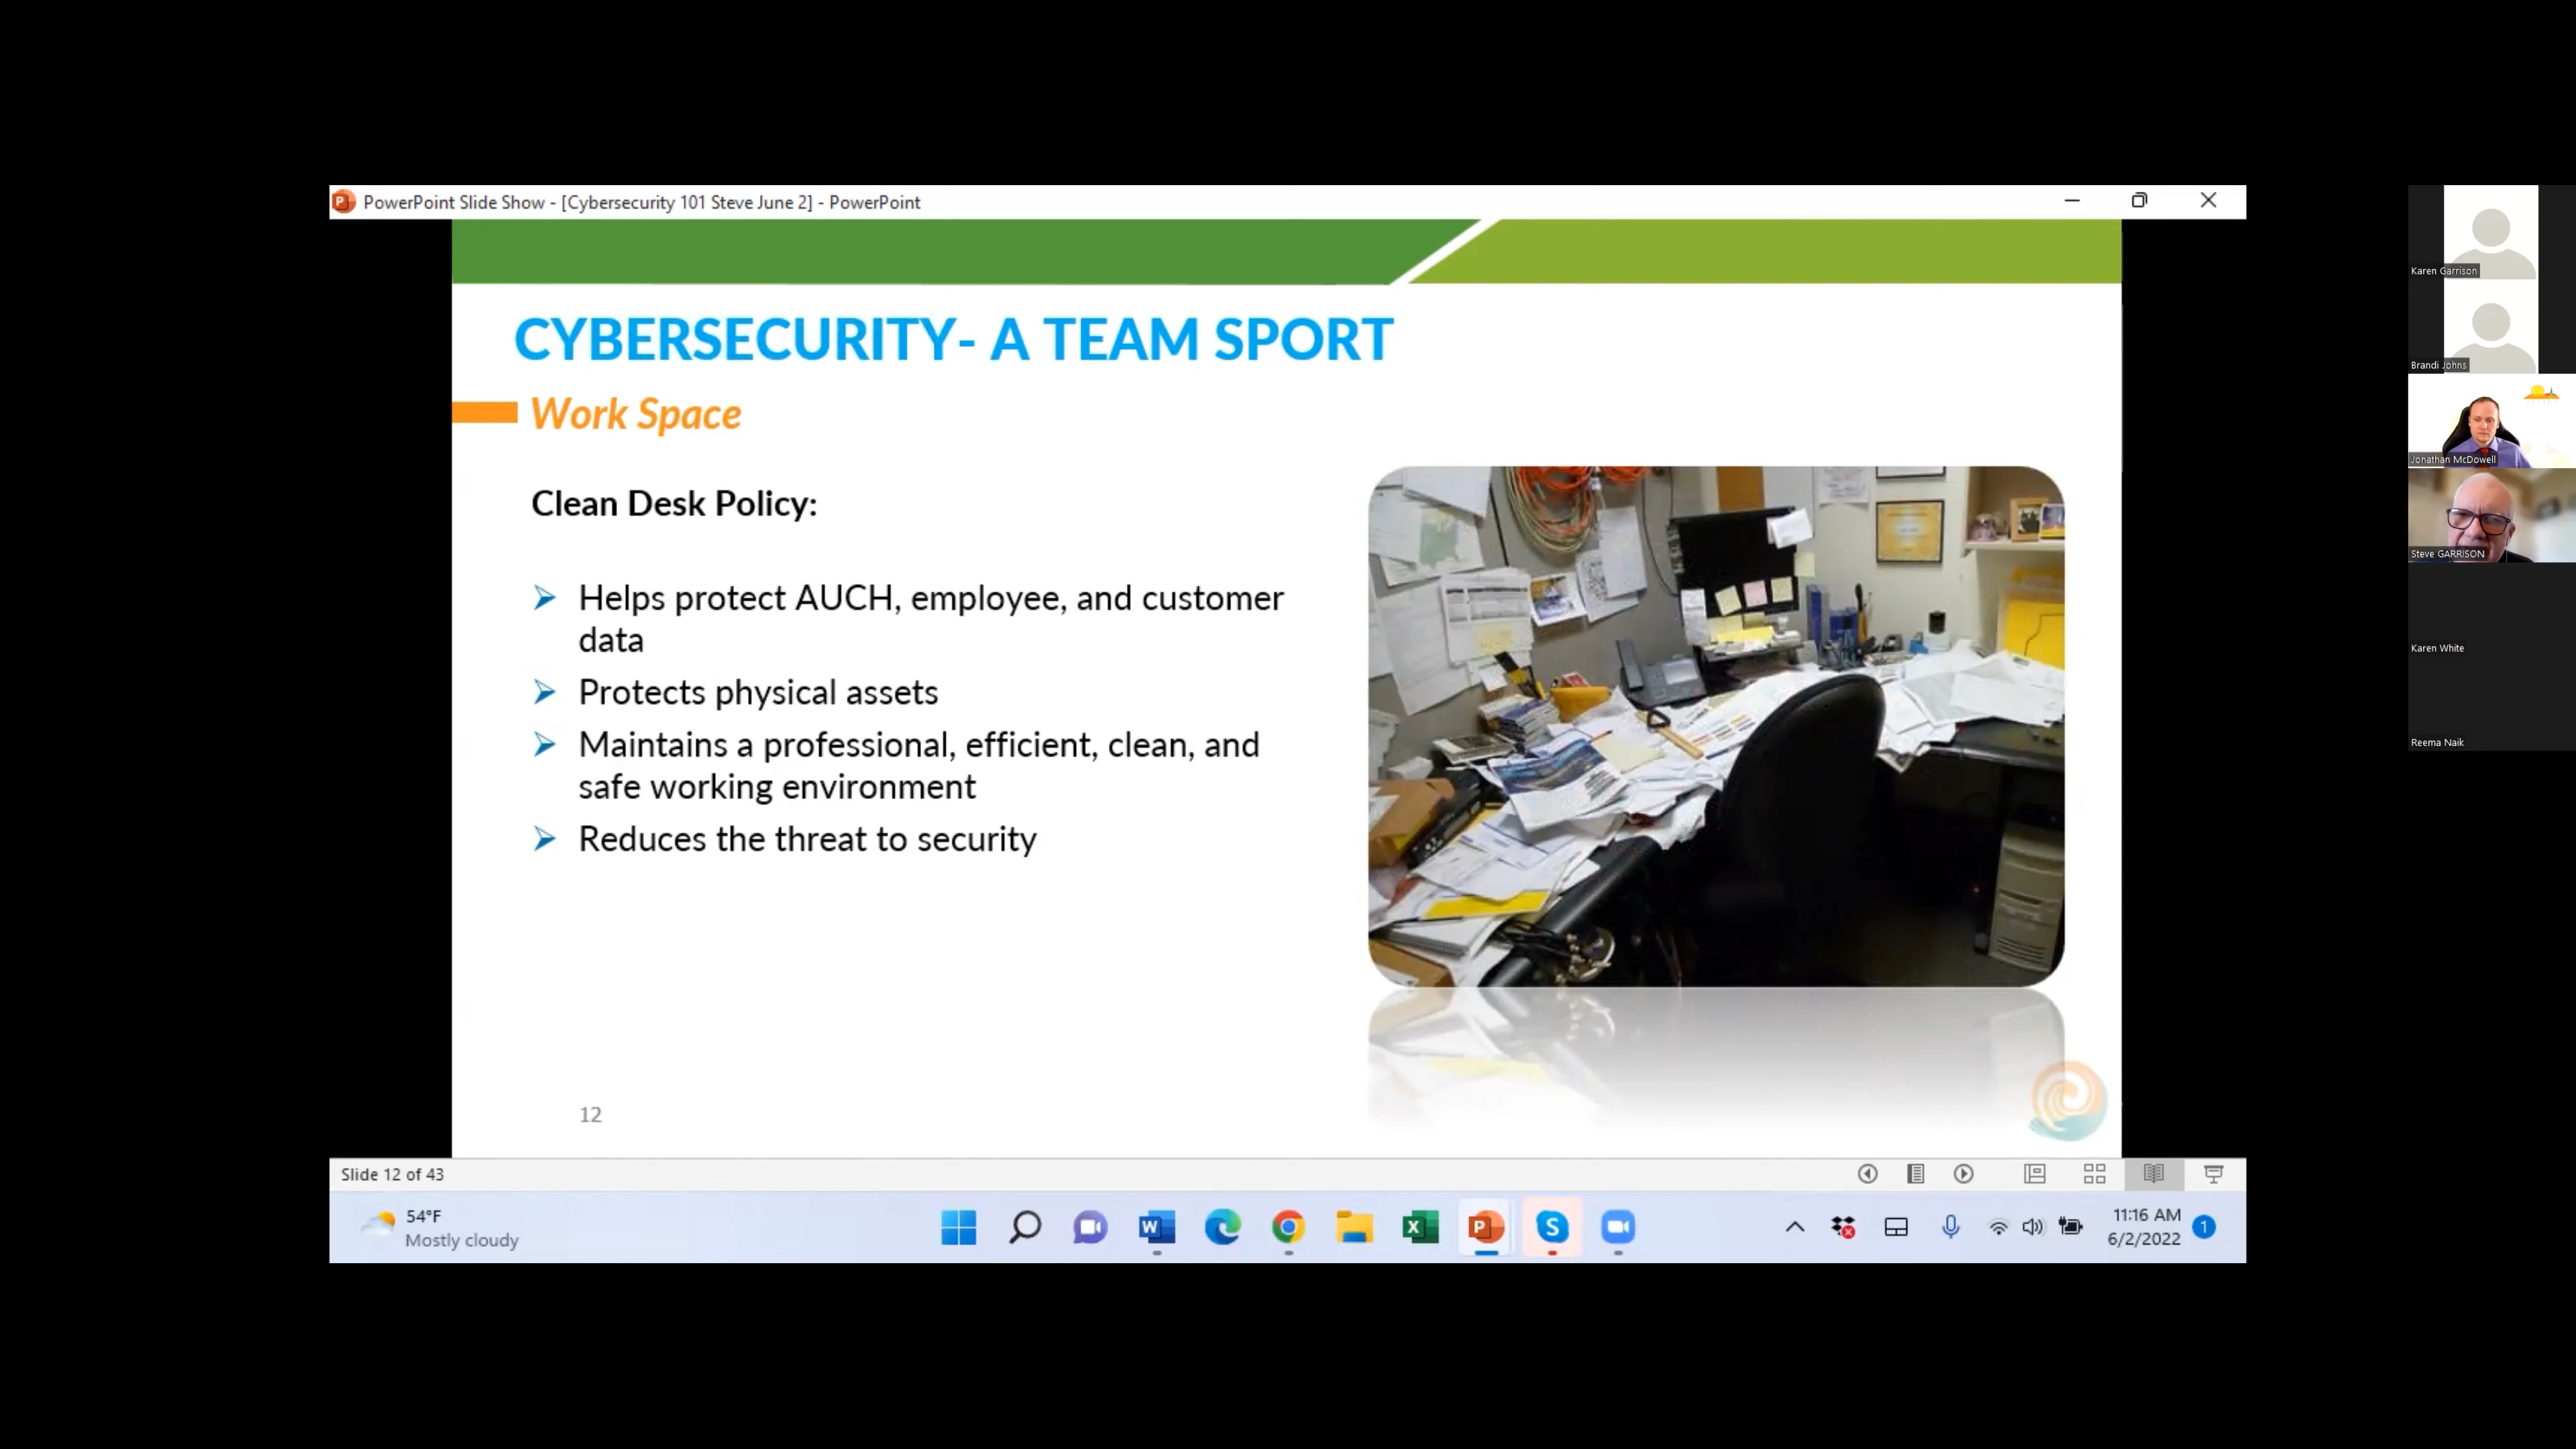 PowerPoint Slide Show - [Cybersecurity 101 Steve June 2] - PowerPoint
CYBERSECURITY- A TEAM SPORT
Work Space
Clean Desk Policy:
Helps protect AUCH, employee, and customer
data
Protects physical assets
Maintains a professional, efficient, clean, and
safe working environment
Reduces the threat to security
12
Slide 12 of 43
54°F
Mostly cloudy
11:16 AM
6/2/2022
1
Karen Garrison
Brandi Johns
Jonathan McDowell
Steve GARRISON
Karen White
Reema Naik